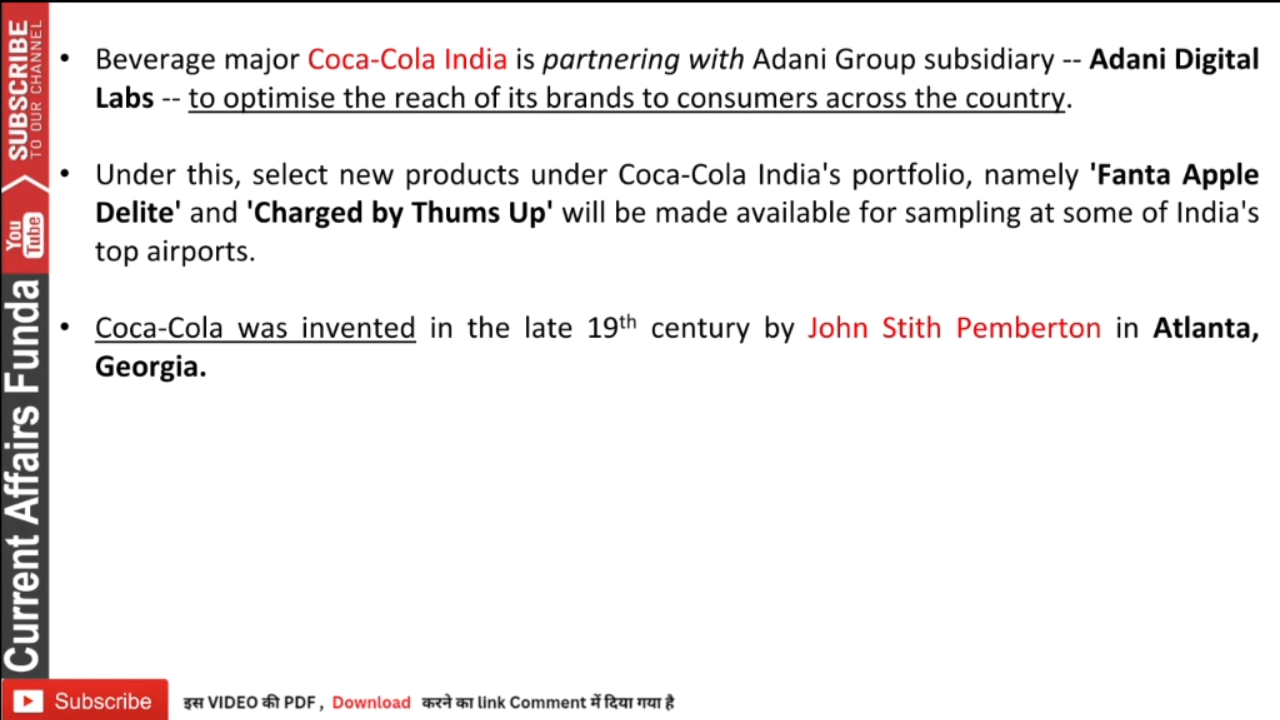 • Beverage major Coca-Cola India is partnering with Adani Group subsidiary -- Adani Digital
Labs -- to optimise the reach of its brands to consumers across the country.
• Under this, select new products under Coca-Cola India's portfolio, namely 'Fanta Apple
Delite' and 'Charged by Thums Up' will be made available for sampling at some of India's
top airports.
• Coca-Cola was invented in the late 19th century by John Stith Pemberton in Atlanta,
Georgia.
SUBSCRIBE
TO OUR CHANNEL
You
Tube
Current Affairs Funda
Subscribe
इस VIDEO की PDF , Download करने का link Comment में दिया गया है